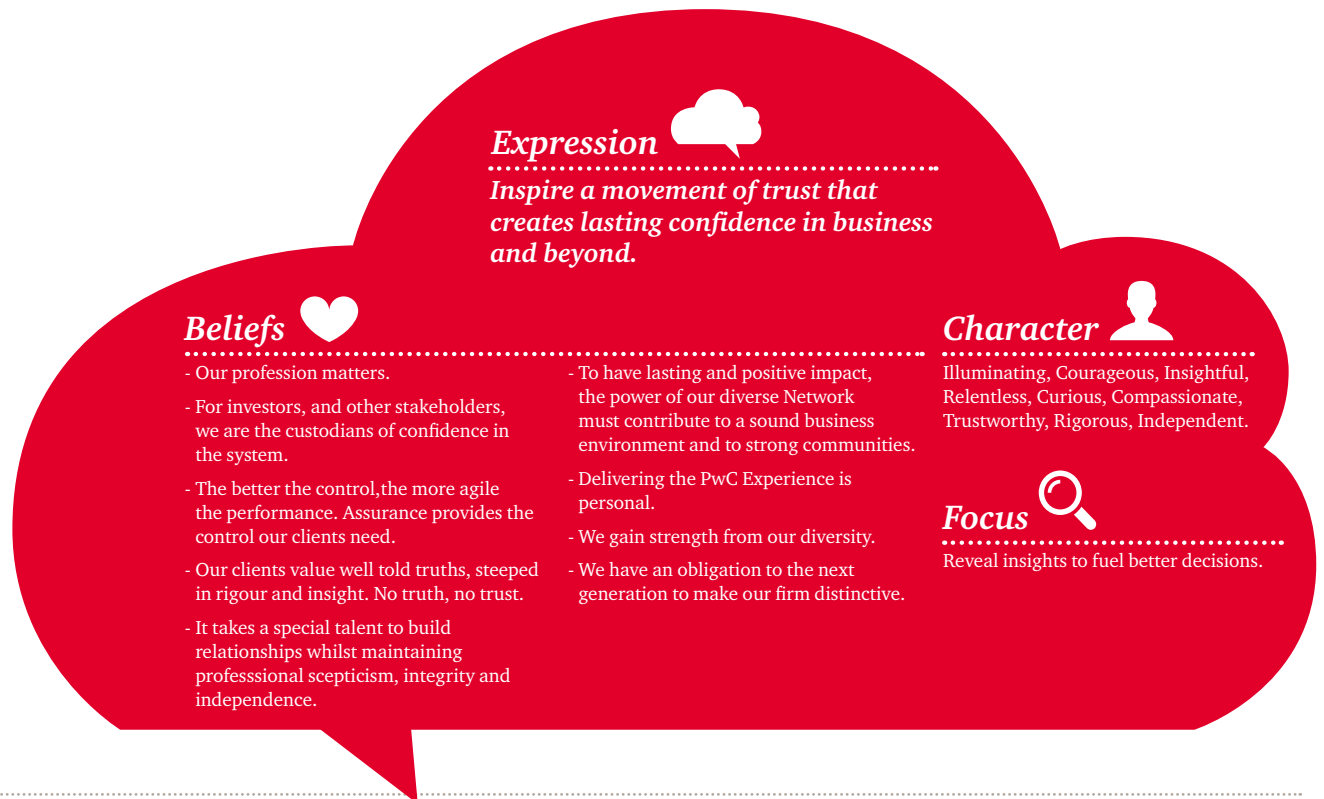 Expression
Inspire a movement of trust that
creates lasting confidence in business
and beyond.
Beliefs
- Our profession matters.
- For investors, and other stakeholders,
we are the custodians of confidence in
the system.
- The better the control,the more agile
the performance. Assurance provides the
control our clients need.
- Our clients value well told truths, steeped
in rigour and insight. No truth, no trust.
- It takes a special talent to build
relationships whilst maintaining
professsional scepticism, integrity and
independence.
- To have lasting and positive impact,
the power of our diverse Network
must contribute to a sound business
environment and to strong communities.
- Delivering the PwC Experience is
personal.
- We gain strength from our diversity.
- We have an obligation to the next
generation to make our firm distinctive.
Character
Illuminating, Courageous, Insightful,
Relentless, Curious, Compassionate,
Trustworthy, Rigorous, Independent.
Focus
Reveal insights to fuel better decisions.